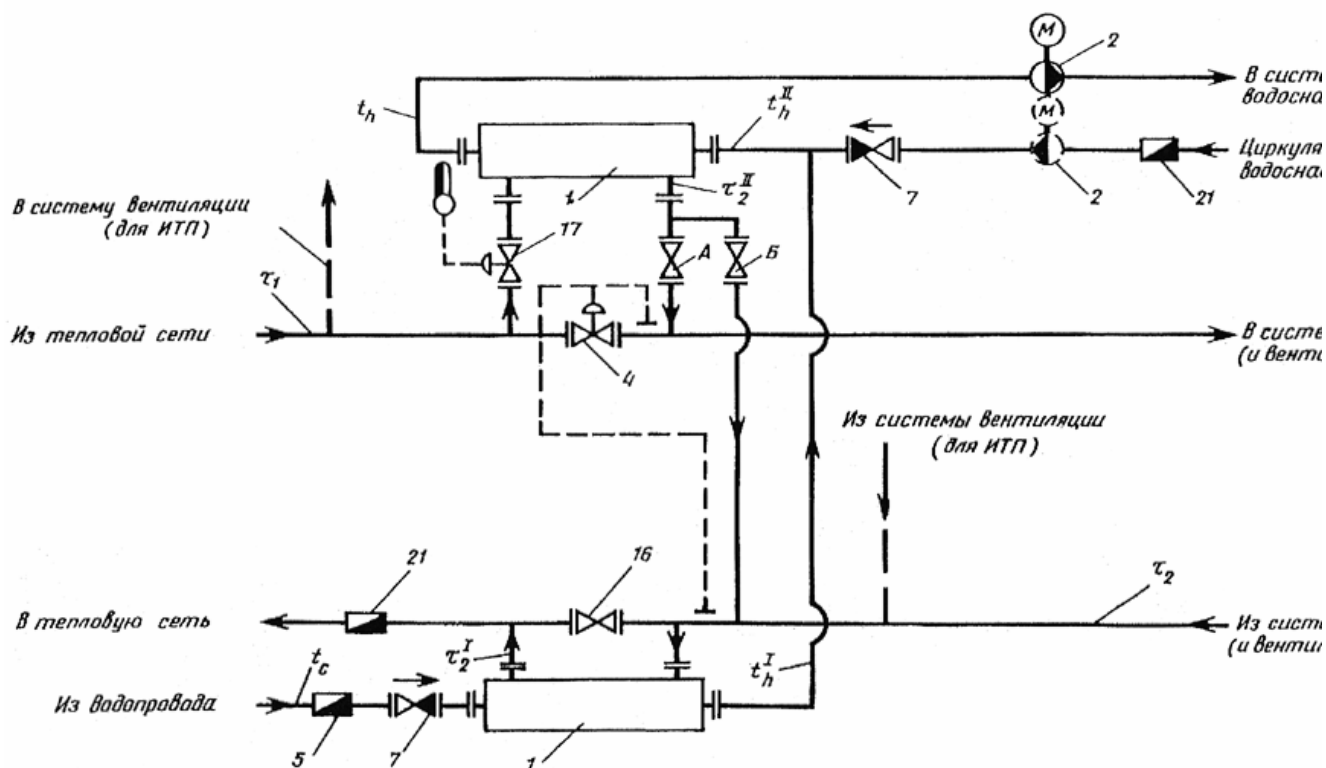 М
2
В систе
водосна
t_h
t_h^II
М
Циркуля
водосна
1
τ_2^II
7
2
21
В систему вентиляции
(для ИТП)
17
А
Б
τ_1
Из тепловой сети
В систе
(и венти
4
Из системы вентиляции
(для ИТП)
21
16
τ_2
В тепловую сеть
Из систе
(и вентил
τ_2^I
t_h^I
t_c
Из водопровода
5
7
1